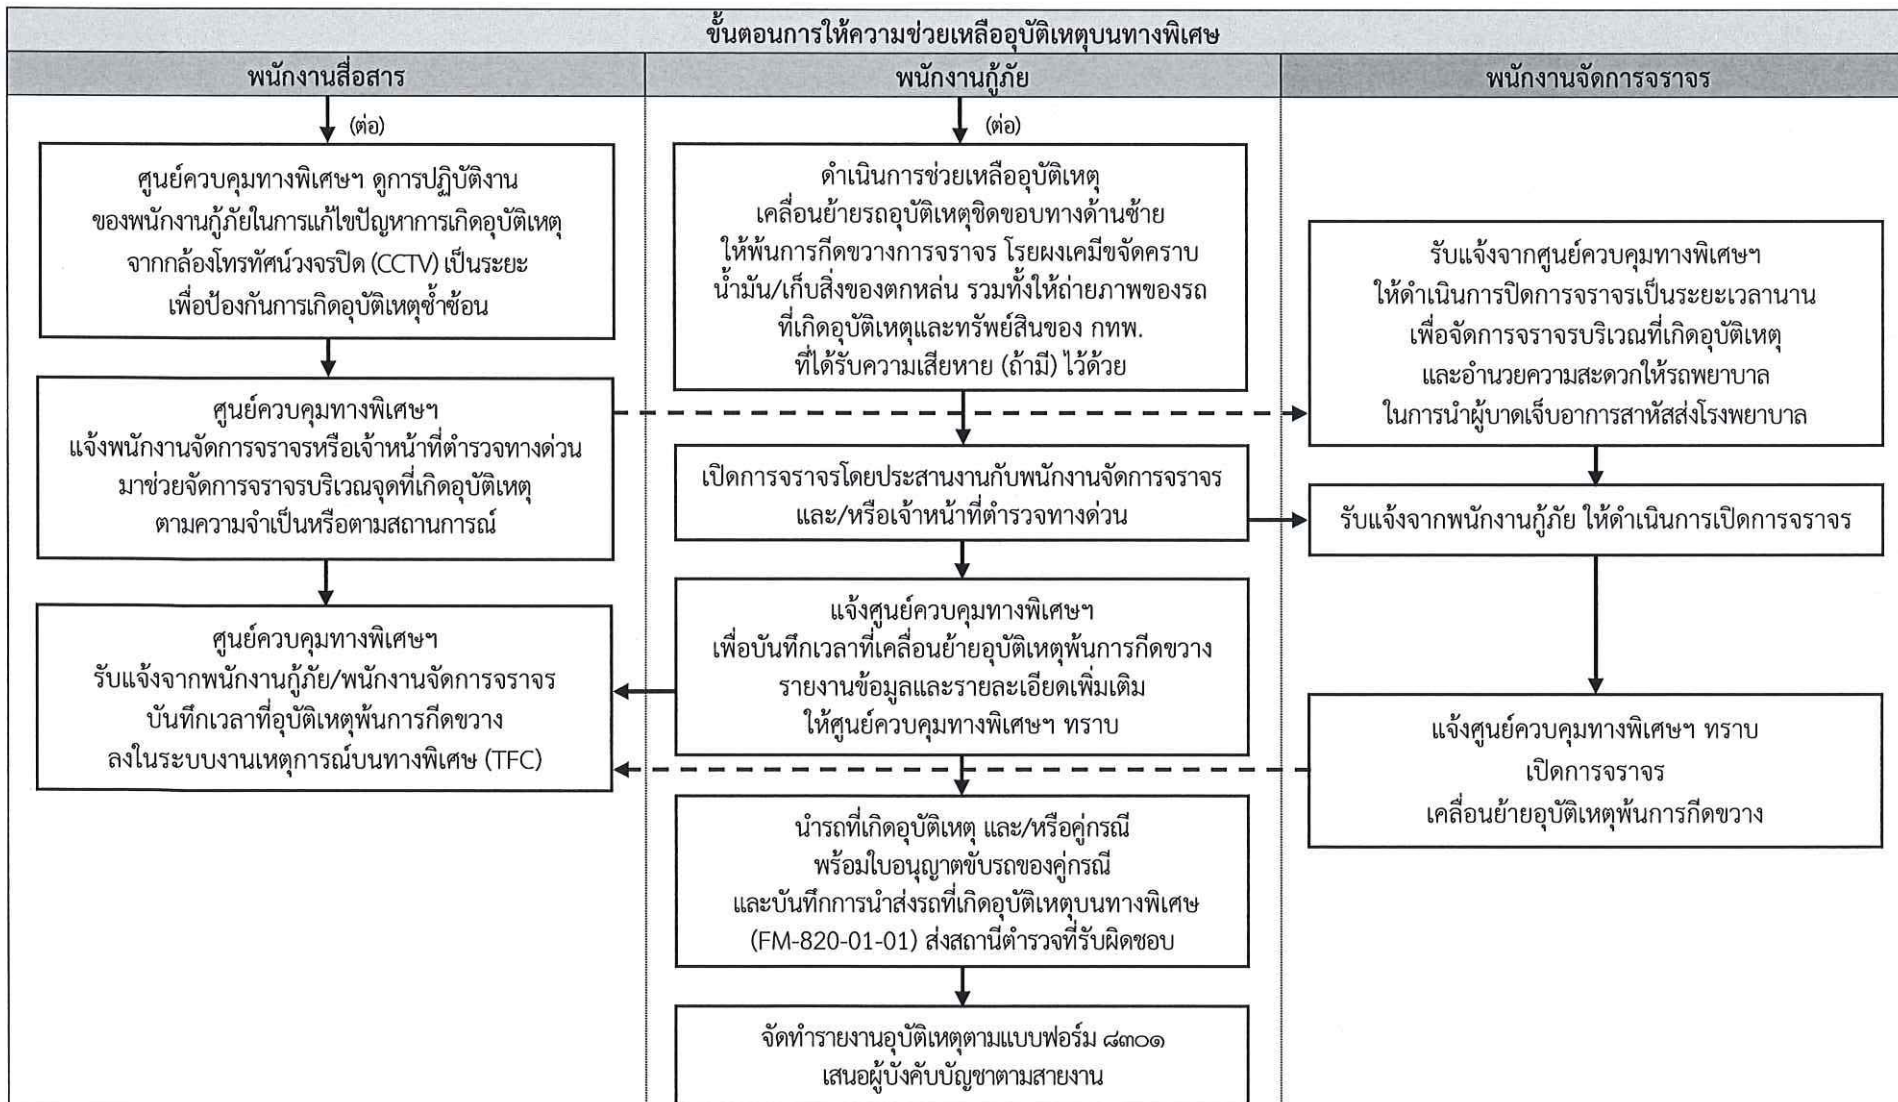 ขั้นตอนการให้ความช่วยเหลืออุบัติเหตุบนทางพิเศษ
พนักงานสื่อสาร
(ต่อ)
ศูนย์ควบคุมทางพิเศษฯ ดูการปฏิบัติงาน
ของพนักงานกู้ภัยในการแก้ไขปัญหาการเกิดอุบัติเหตุ
จากกล้องโทรทัศน์วงจรปิด (CCTV) เป็นระยะ
เพื่อป้องกันการเกิดอุบัติเหตุซ้ำซ้อน
ศูนย์ควบคุมทางพิเศษฯ
แจ้งพนักงานจัดการจราจรหรือเจ้าหน้าที่ตำรวจทางด่วน
มาช่วยจัดการจราจรบริเวณจุดที่เกิดอุบัติเหตุ
ตามความจำเป็นหรือตามสถานการณ์
ศูนย์ควบคุมทางพิเศษฯ
รับแจ้งจากพนักงานกู้ภัย/พนักงานจัดการจราจร
บันทึกเวลาที่อุบัติเหตุพ้นการกีดขวาง
ลงในระบบงานเหตุการณ์บนทางพิเศษ (TFC)
พนักงานกู้ภัย
(ต่อ)
ดำเนินการช่วยเหลืออุบัติเหตุ
เคลื่อนย้ายรถอุบัติเหตุชิดขอบทางด้านซ้าย
ให้พ้นการกีดขวางการจราจร โรยผงเคมีขจัดคราบ
น้ำมัน/เก็บสิ่งของตกหล่น รวมทั้งให้ถ่ายภาพของรถ
ที่เกิดอุบัติเหตุและทรัพย์สินของ กทพ.
ที่ได้รับความเสียหาย (ถ้ามี) ไว้ด้วย
เปิดการจราจรโดยประสานงานกับพนักงานจัดการจราจร
และ/หรือเจ้าหน้าที่ตำรวจทางด่วน
แจ้งศูนย์ควบคุมทางพิเศษฯ
เพื่อบันทึกเวลาที่เคลื่อนย้ายอุบัติเหตุพ้นการกีดขวาง
รายงานข้อมูลและรายละเอียดเพิ่มเติม
ให้ศูนย์ควบคุมทางพิเศษฯ ทราบ
นำรถที่เกิดอุบัติเหตุ และ/หรือคู่กรณี
พร้อมใบอนุญาตขับรถของคู่กรณี
และบันทึกการนำส่งรถที่เกิดอุบัติเหตุบนทางพิเศษ
(FM-820-01-01) ส่งสถานีตำรวจที่รับผิดชอบ
จัดทำรายงานอุบัติเหตุตามแบบฟอร์ม ๘๓๐๑
เสนอผู้บังคับบัญชาตามสายงาน
พนักงานจัดการจราจร
รับแจ้งจากศูนย์ควบคุมทางพิเศษฯ
ให้ดำเนินการปิดการจราจรเป็นระยะเวลานาน
เพื่อจัดการจราจรบริเวณที่เกิดอุบัติเหตุ
และอำนวยความสะดวกให้รถพยาบาล
ในการนำผู้บาดเจ็บอาการสาหัสส่งโรงพยาบาล
รับแจ้งจากพนักงานกู้ภัย ให้ดำเนินการเปิดการจราจร
แจ้งศูนย์ควบคุมทางพิเศษฯ ทราบ
เปิดการจราจร
เคลื่อนย้ายอุบัติเหตุพ้นการกีดขวาง